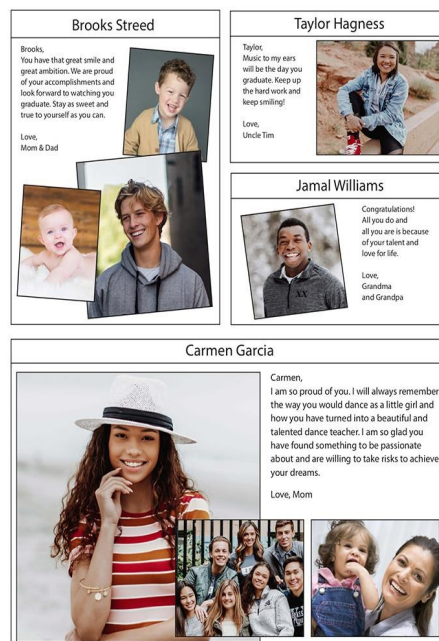 Brooks Streed
Brooks,
You have that great smile and
great ambition. We are proud
of your accomplishments and
look forward to watching you
graduate. Stay as sweet and
true to yourself as you can.
Love,
Mom & Dad
Taylor Hagness
Taylor,
Music to my ears
will be the day you
graduate. Keep up
the hard work and
keep smiling!
Love,
Uncle Tim
Jamal Williams
Congratulations!
All you do and
all you are is because
of your talent and
love for life.
Love,
Grandma
and Grandpa
XX
Carmen Garcia
Carmen,
I am so proud of you. I will always remember
the way you would dance as a little girl and
how you have turned into a beautiful and
talented dance teacher. I am so glad you
have found something to be passionate
about and are willing to take risks to achieve
your dreams.
Love, Mom